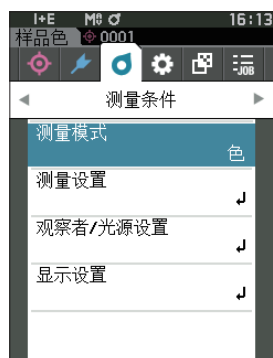 I+E M0 ♂ 16:13
样品色 0001
JOB
测量条件
测量模式
色
测量设置
观察者/光源设置
显示设置